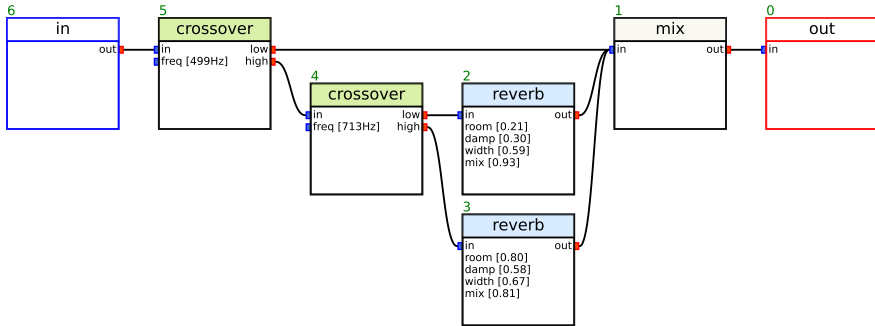 6
in
out
5
crossover
in low
freq [499Hz] high
4
crossover
in low
freq [713Hz] high
2
reverb
in out
room [0.21]
damp [0.30]
width [0.59]
mix [0.93]
3
reverb
in out
room [0.80]
damp [0.58]
width [0.67]
mix [0.81]
1
mix
in out
0
out
in